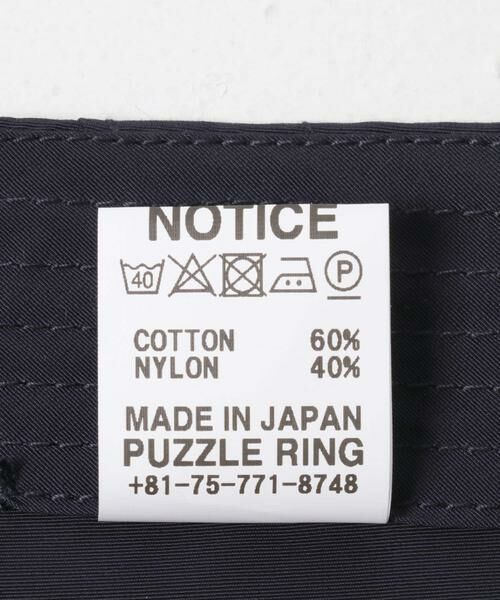 NOTICE
40 P
COTTON 60%
NYLON 40%
MADE IN JAPAN
PUZZLE RING
+81-75-771-8748